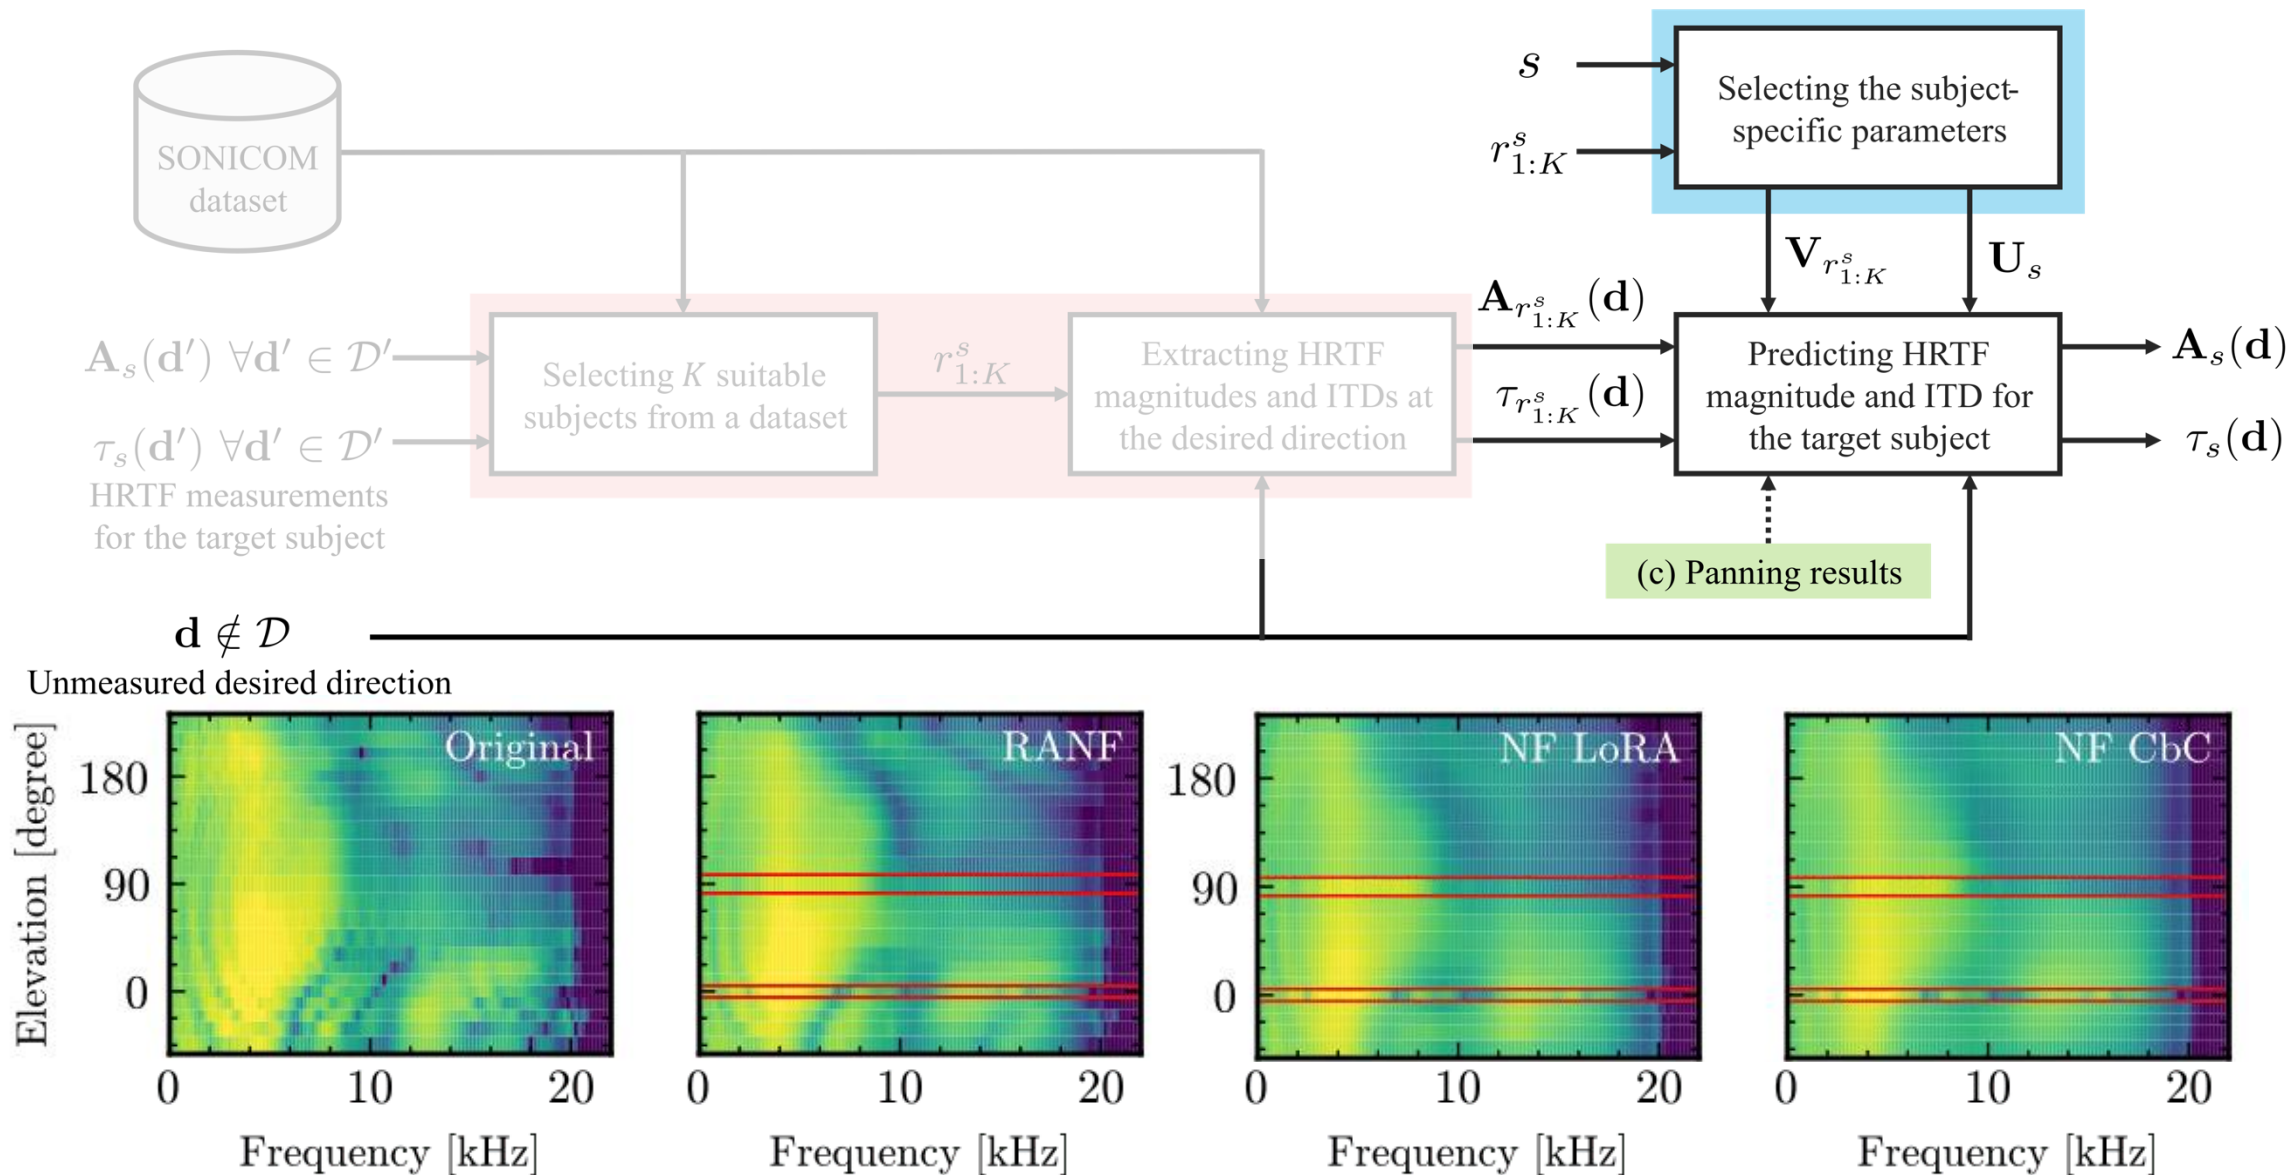 s
Selecting the subject-
specific parameters
r^s_{1:K}
SONICOM
dataset
V_{r^s_{1:K}}
U_s
A_{r^s_{1:K}}(d)
A_s(d′) ∀d′ ∈ 𝒟′
Selecting K suitable
subjects from a dataset
r^s_{1:K}
Extracting HRTF
magnitudes and ITDs at
the desired direction
τ_{r^s_{1:K}}(d)
Predicting HRTF
magnitude and ITD for
the target subject
A_s(d)
τ_s(d)
τ_s(d′) ∀d′ ∈ 𝒟′
HRTF measurements
for the target subject
(c) Panning results
d ∉ 𝒟
Unmeasured desired direction
Elevation [degree]
180
90
0
Original
0 10 20
Frequency [kHz]
RANF
0 10 20
Frequency [kHz]
180
90
0
NF LoRA
0 10 20
Frequency [kHz]
NF CbC
0 10 20
Frequency [kHz]